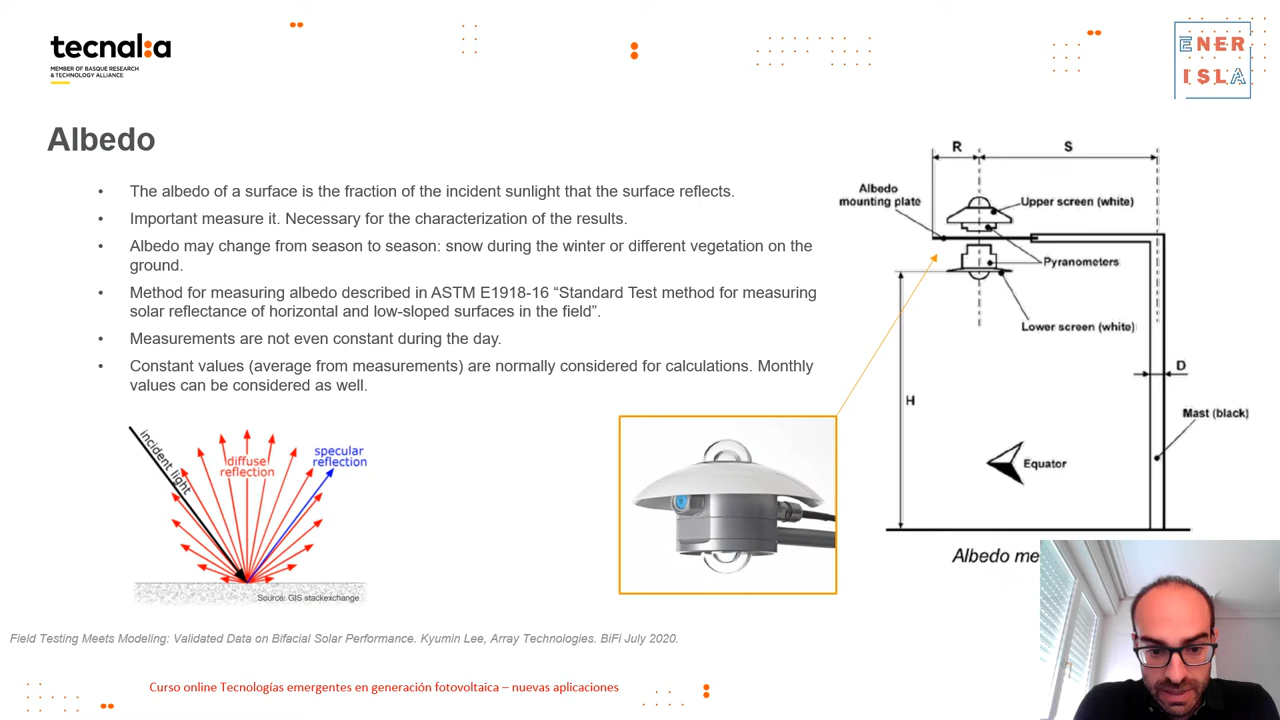 tecnalia
MEMBER OF BASQUE RESEARCH
& TECHNOLOGY ALLIANCE
ENER
ISLA
Albedo
• The albedo of a surface is the fraction of the incident sunlight that the surface reflects.
• Important measure it. Necessary for the characterization of the results.
• Albedo may change from season to season: snow during the winter or different vegetation on the
ground.
• Method for measuring albedo described in ASTM E1918-16 “Standard Test method for measuring
solar reflectance of horizontal and low-sloped surfaces in the field”.
• Measurements are not even constant during the day.
• Constant values (average from measurements) are normally considered for calculations. Monthly
values can be considered as well.
incident light
diffuse
reflection
specular
reflection
Source: GIS stackexchange
R
S
Albedo
mounting plate
Upper screen (white)
Pyranometers
Lower screen (white)
D
H
Mast (black)
Equator
Albedo me
Field Testing Meets Modeling: Validated Data on Bifacial Solar Performance. Kyumin Lee, Array Technologies. BiFi July 2020.
Curso online Tecnologías emergentes en generación fotovoltaica – nuevas aplicaciones